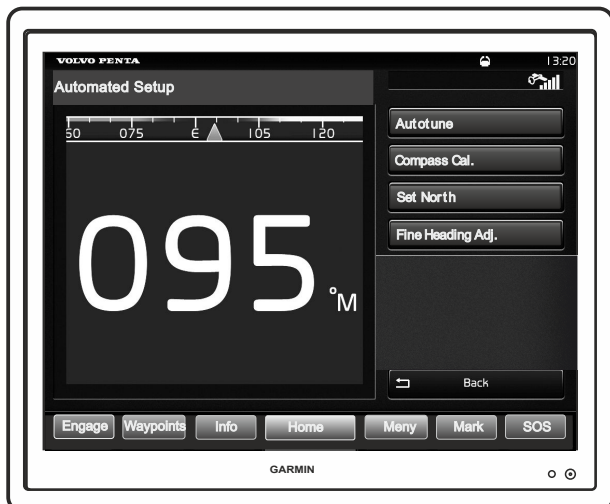 VOLVO PENTA 13:20
Automated Setup
60 075 E 105 120
095 °M
Autotune
Compass Cal.
Set North
Fine Heading Adj.
Back
Engage Waypoints Info Home Meny Mark SOS
GARMIN